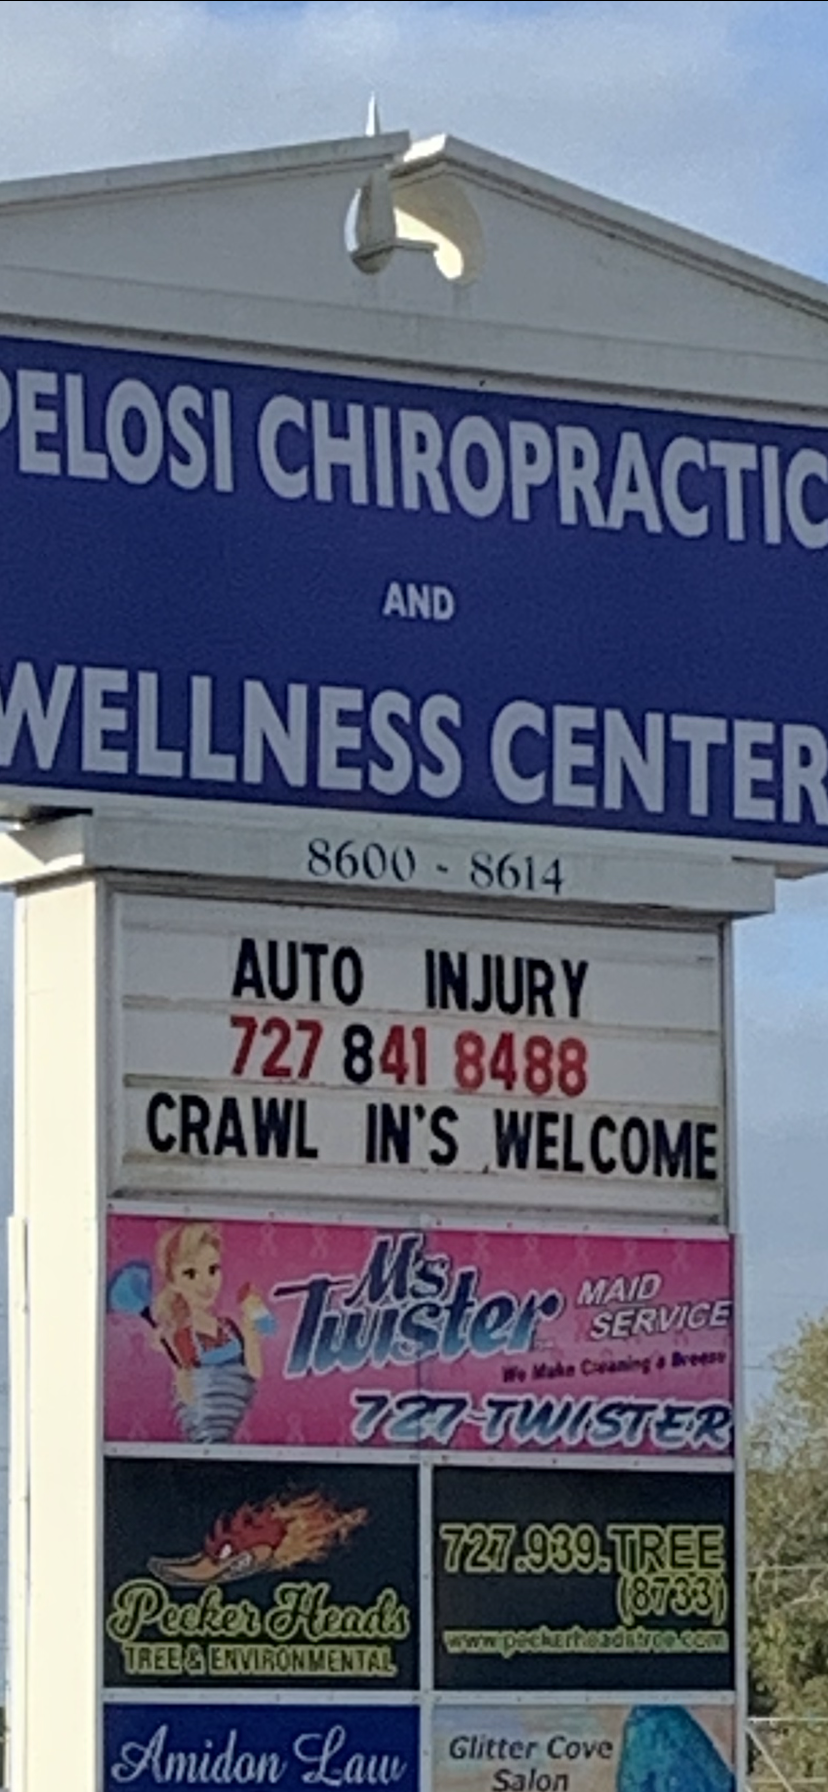 PELOSI CHIROPRACTIC
AND
WELLNESS CENTER
8600 - 8614
AUTO INJURY
727 841 8488
CRAWL IN'S WELCOME
Ms
Twister
MAID
SERVICE
We Make Cleaning a Breeze
727-TWISTER
Pecker Heads
TREE & ENVIRONMENTAL
727.939.TREE
(8733)
www.peckerheadstree.com
Amidon Law
Glitter Cove
Salon